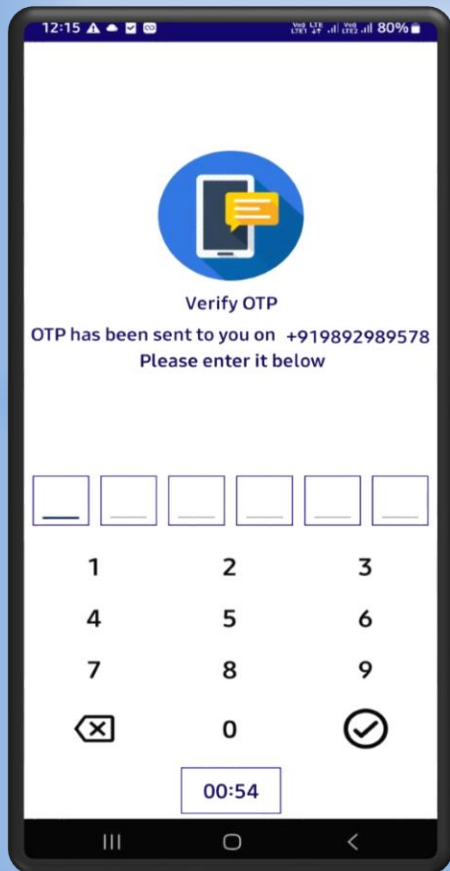 12:15 80%
Verify OTP
OTP has been sent to you on +919892989578
Please enter it below
1 2 3
4 5 6
7 8 9
0
00:54